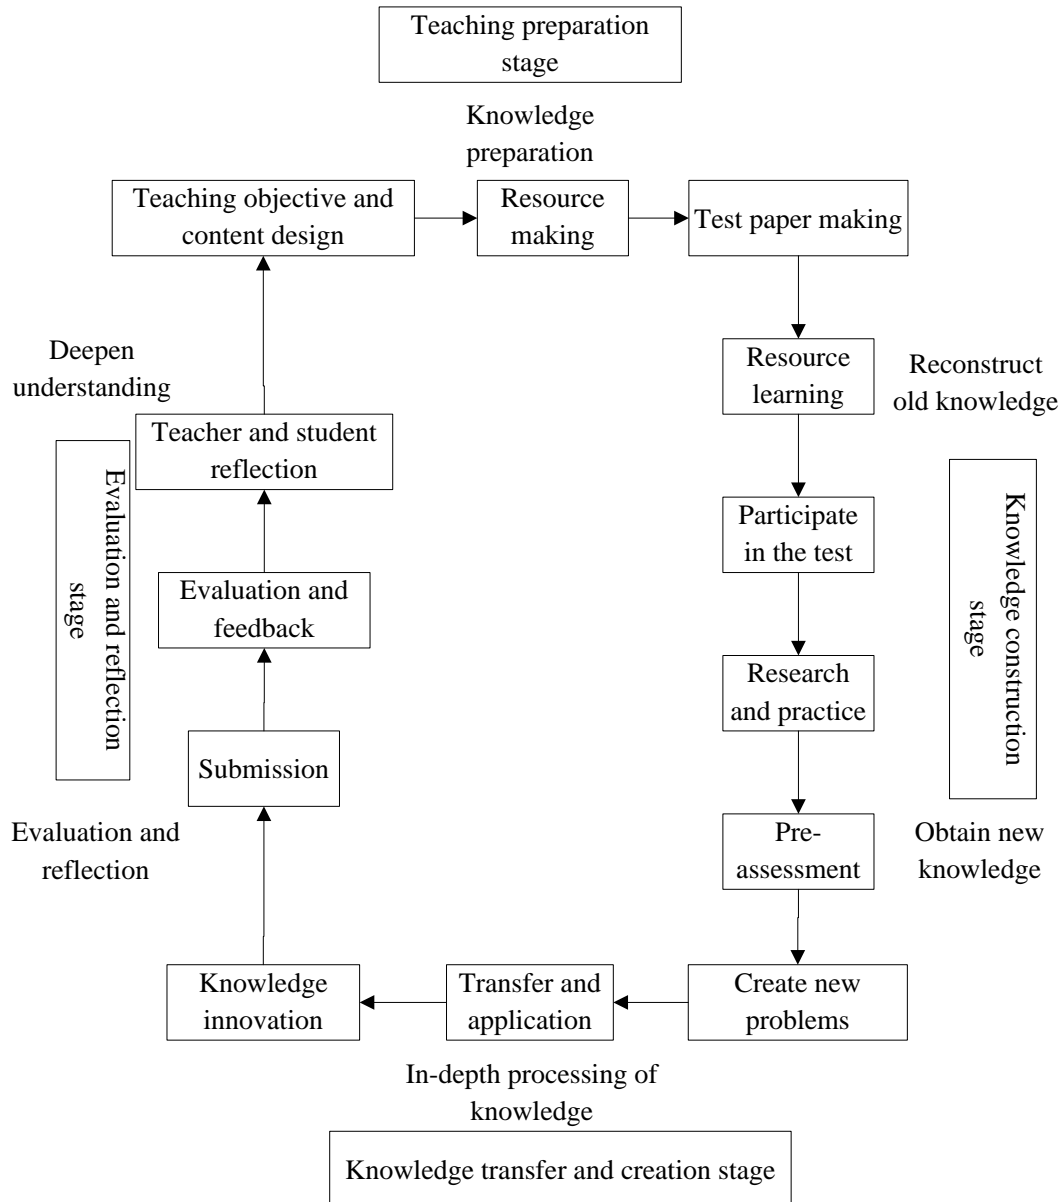 Teaching preparation
stage
Knowledge
preparation
Teaching objective and
content design
Resource
making
Test paper making
Resource
learning
Reconstruct
old knowledge
Participate
in the test
Knowledge construction
stage
Research
and practice
Pre-
assessment
Obtain new
knowledge
Create new
problems
Transfer and
application
Knowledge
innovation
In-depth processing of
knowledge
Knowledge transfer and creation stage
Submission
Evaluation and
reflection
Evaluation and
feedback
Evaluation and reflection
stage
Teacher and student
reflection
Deepen
understanding